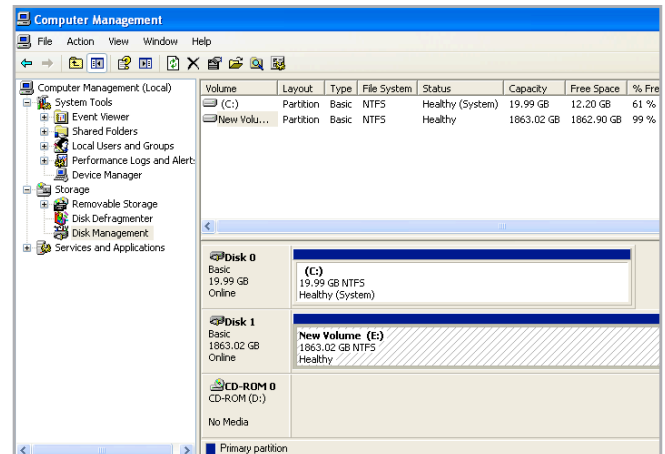 Computer Management
File Action View Window Help
Computer Management (Local)
System Tools
Event Viewer
Shared Folders
Local Users and Groups
Performance Logs and Alerts
Device Manager
Storage
Removable Storage
Disk Defragmenter
Disk Management
Services and Applications
Volume Layout Type File System Status Capacity Free Space % Fre
(C:) Partition Basic NTFS Healthy (System) 19.99 GB 12.20 GB 61 %
New Volu... Partition Basic NTFS Healthy 1863.02 GB 1862.90 GB 99 %
Disk 0
Basic
19.99 GB
Online
(C:)
19.99 GB NTFS
Healthy (System)
Disk 1
Basic
1863.02 GB
Online
New Volume (E:)
1863.02 GB NTFS
Healthy
CD-ROM 0
CD-ROM (D:)
No Media
Primary partition